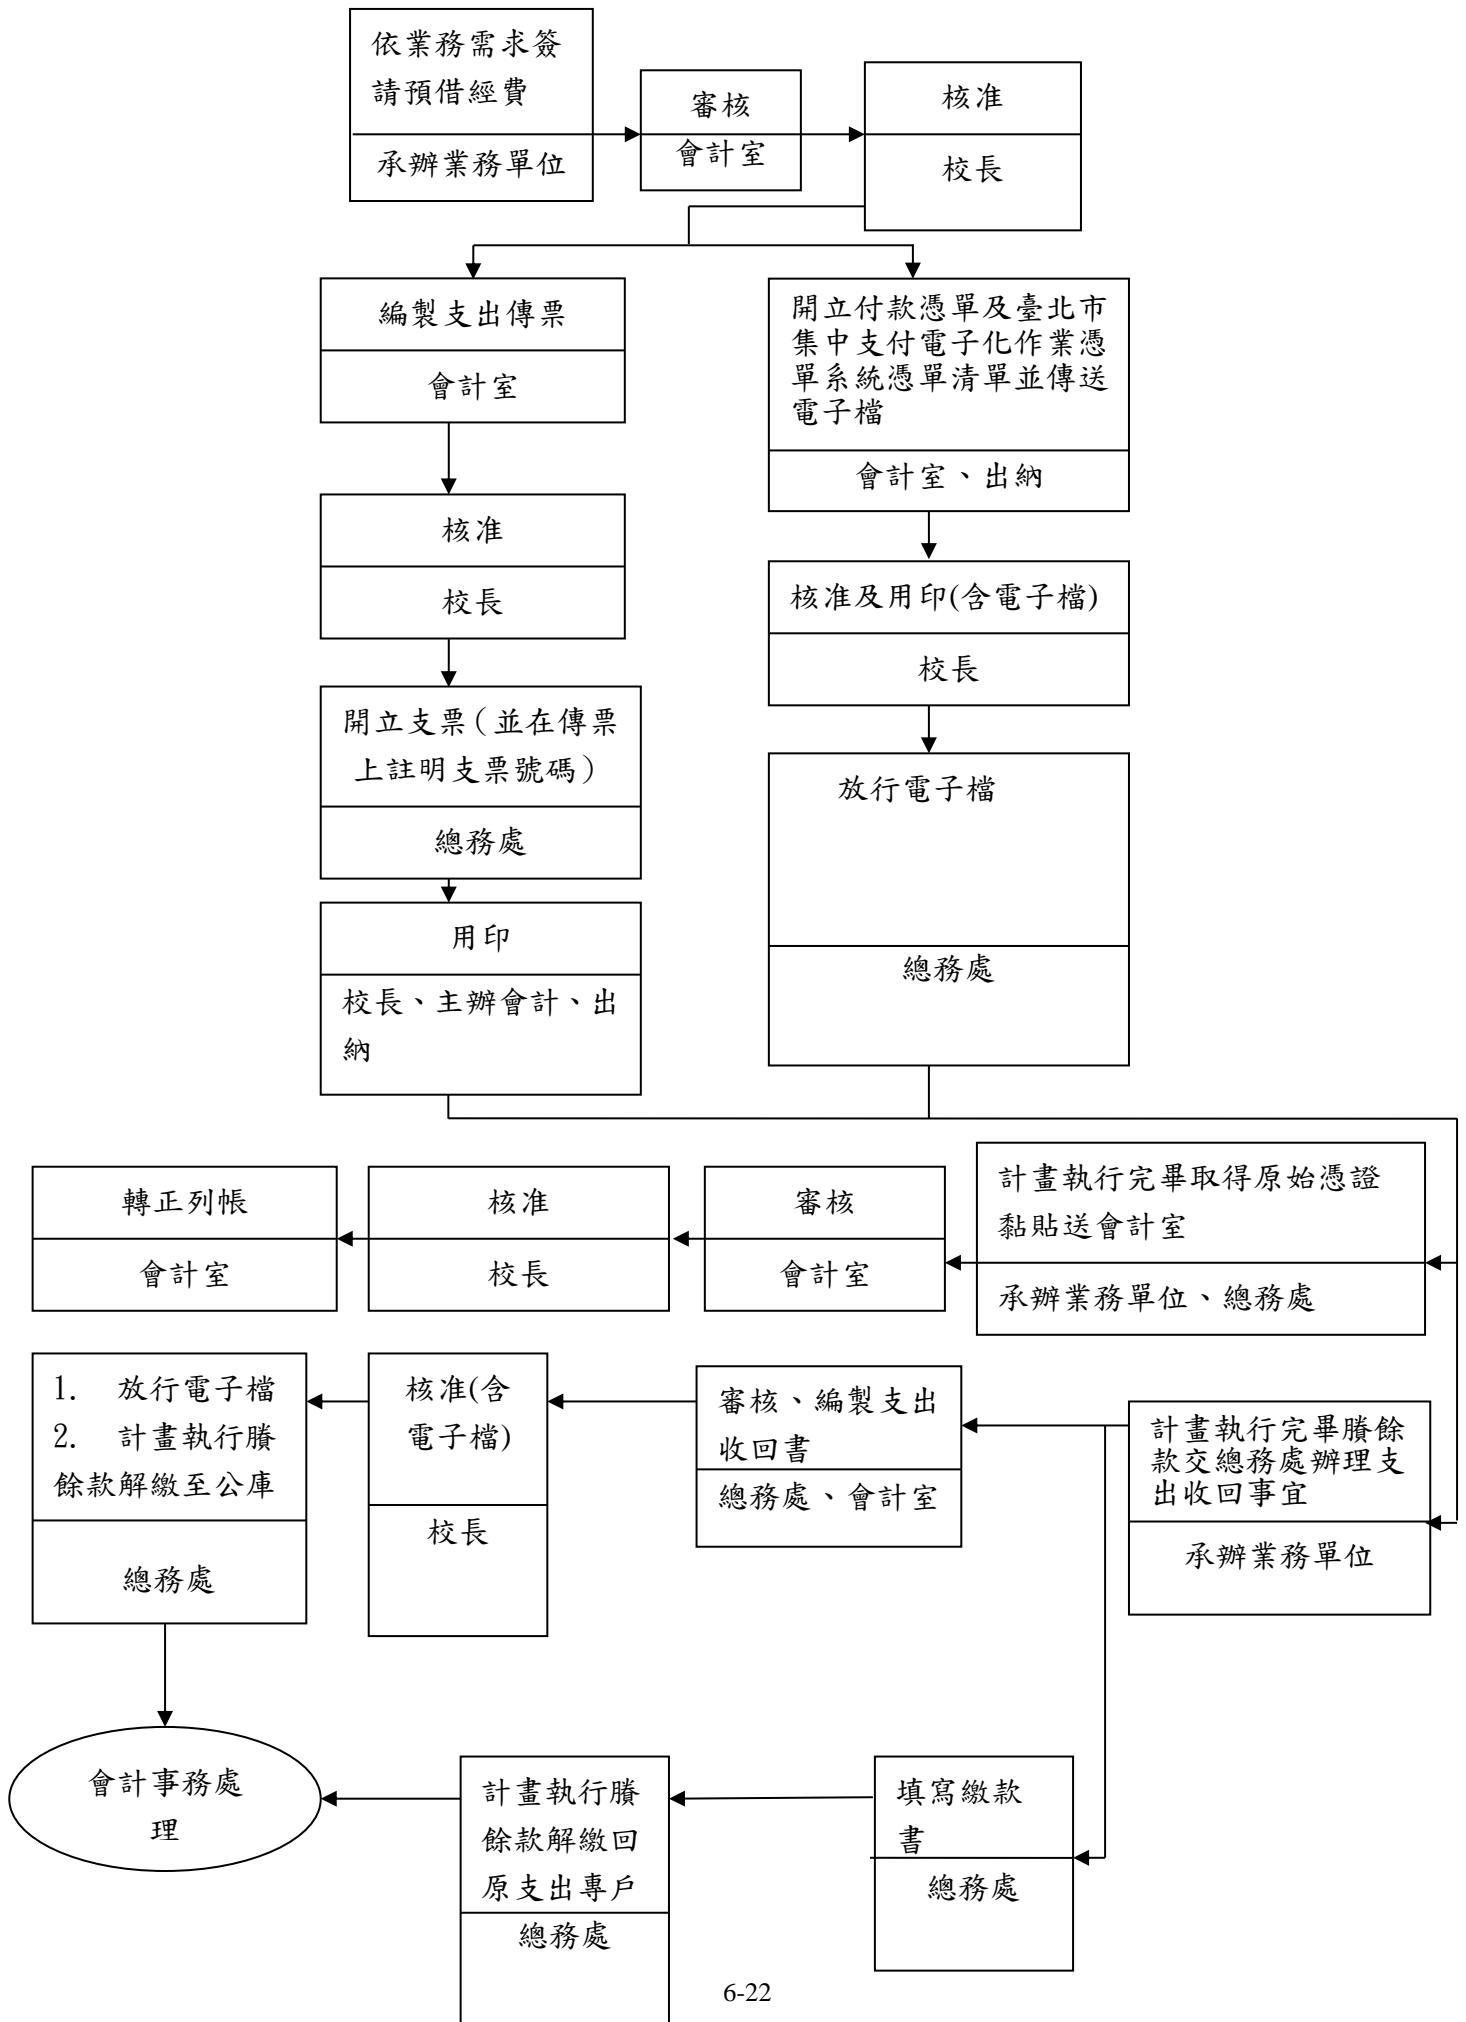 依業務需求簽
請預借經費
承辦業務單位
審核
會計室
核准
校長
編製支出傳票
會計室
開立付款憑單及臺北市
集中支付電子化作業憑
單系統憑單清單並傳送
電子檔
會計室、出納
核准
校長
核准及用印(含電子檔)
校長
開立支票（並在傳票
上註明支票號碼）
總務處
放行電子檔
總務處
用印
校長、主辦會計、出
納
計畫執行完畢取得原始憑證
黏貼送會計室
承辦業務單位、總務處
審核
會計室
核准
校長
轉正列帳
會計室
計畫執行完畢賸餘
款交總務處辦理支
出收回事宜
承辦業務單位
審核、編製支出
收回書
總務處、會計室
核准(含
電子檔)
校長
1. 放行電子檔
2. 計畫執行賸
餘款解繳至公庫
總務處
填寫繳款
書
總務處
計畫執行賸
餘款解繳回
原支出專戶
總務處
會計事務處
理
6-22